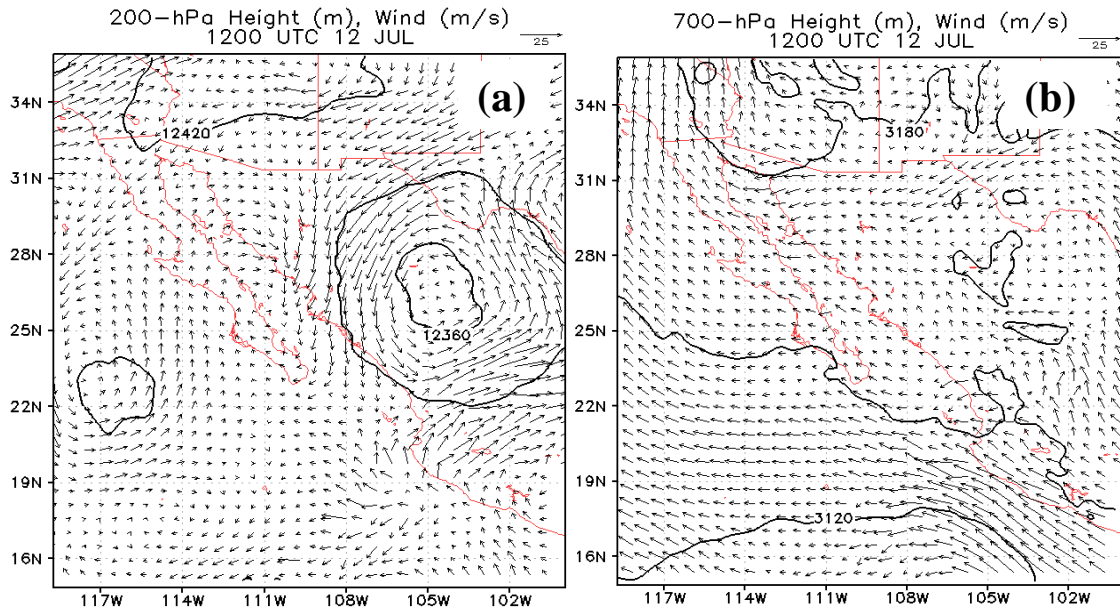 200-hPa Height (m), Wind (m/s)
1200 UTC 12 JUL
25
(a)
34N
31N
28N
25N
22N
19N
16N
117W 114W 111W 108W 105W 102W
12420
12360
700-hPa Height (m), Wind (m/s)
1200 UTC 12 JUL
25
(b)
34N
31N
28N
25N
22N
19N
16N
117W 114W 111W 108W 105W 102W
3180
3120